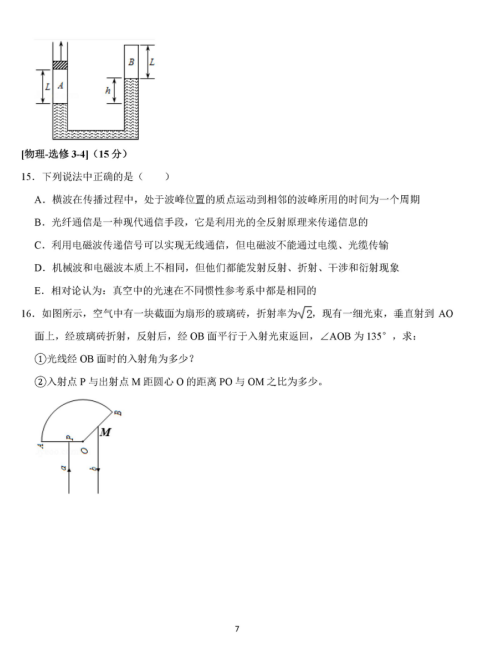 A
B
L
L
h
[物理-选修 3-4]（15 分）
15．下列说法中正确的是（　　）
A．横波在传播过程中，处于波峰位置的质点运动到相邻的波峰所用的时间为一个周期
B．光纤通信是一种现代通信手段，它是利用光的全反射原理来传递信息的
C．利用电磁波传递信号可以实现无线通信，但电磁波不能通过电缆、光缆传输
D．机械波和电磁波本质上不相同，但他们都能发射反射、折射、干涉和衍射现象
E．相对论认为：真空中的光速在不同惯性参考系中都是相同的
16．如图所示，空气中有一块截面为扇形的玻璃砖，折射率为√2，现有一细光束，垂直射到 AO
面上，经玻璃砖折射，反射后，经 OB 面平行于入射光束返回，∠AOB 为 135°，求：
①光线经 OB 面时的入射角为多少？
②入射点 P 与出射点 M 距圆心 O 的距离 PO 与 OM 之比为多少。
B
M
P
A
O
a
b
7